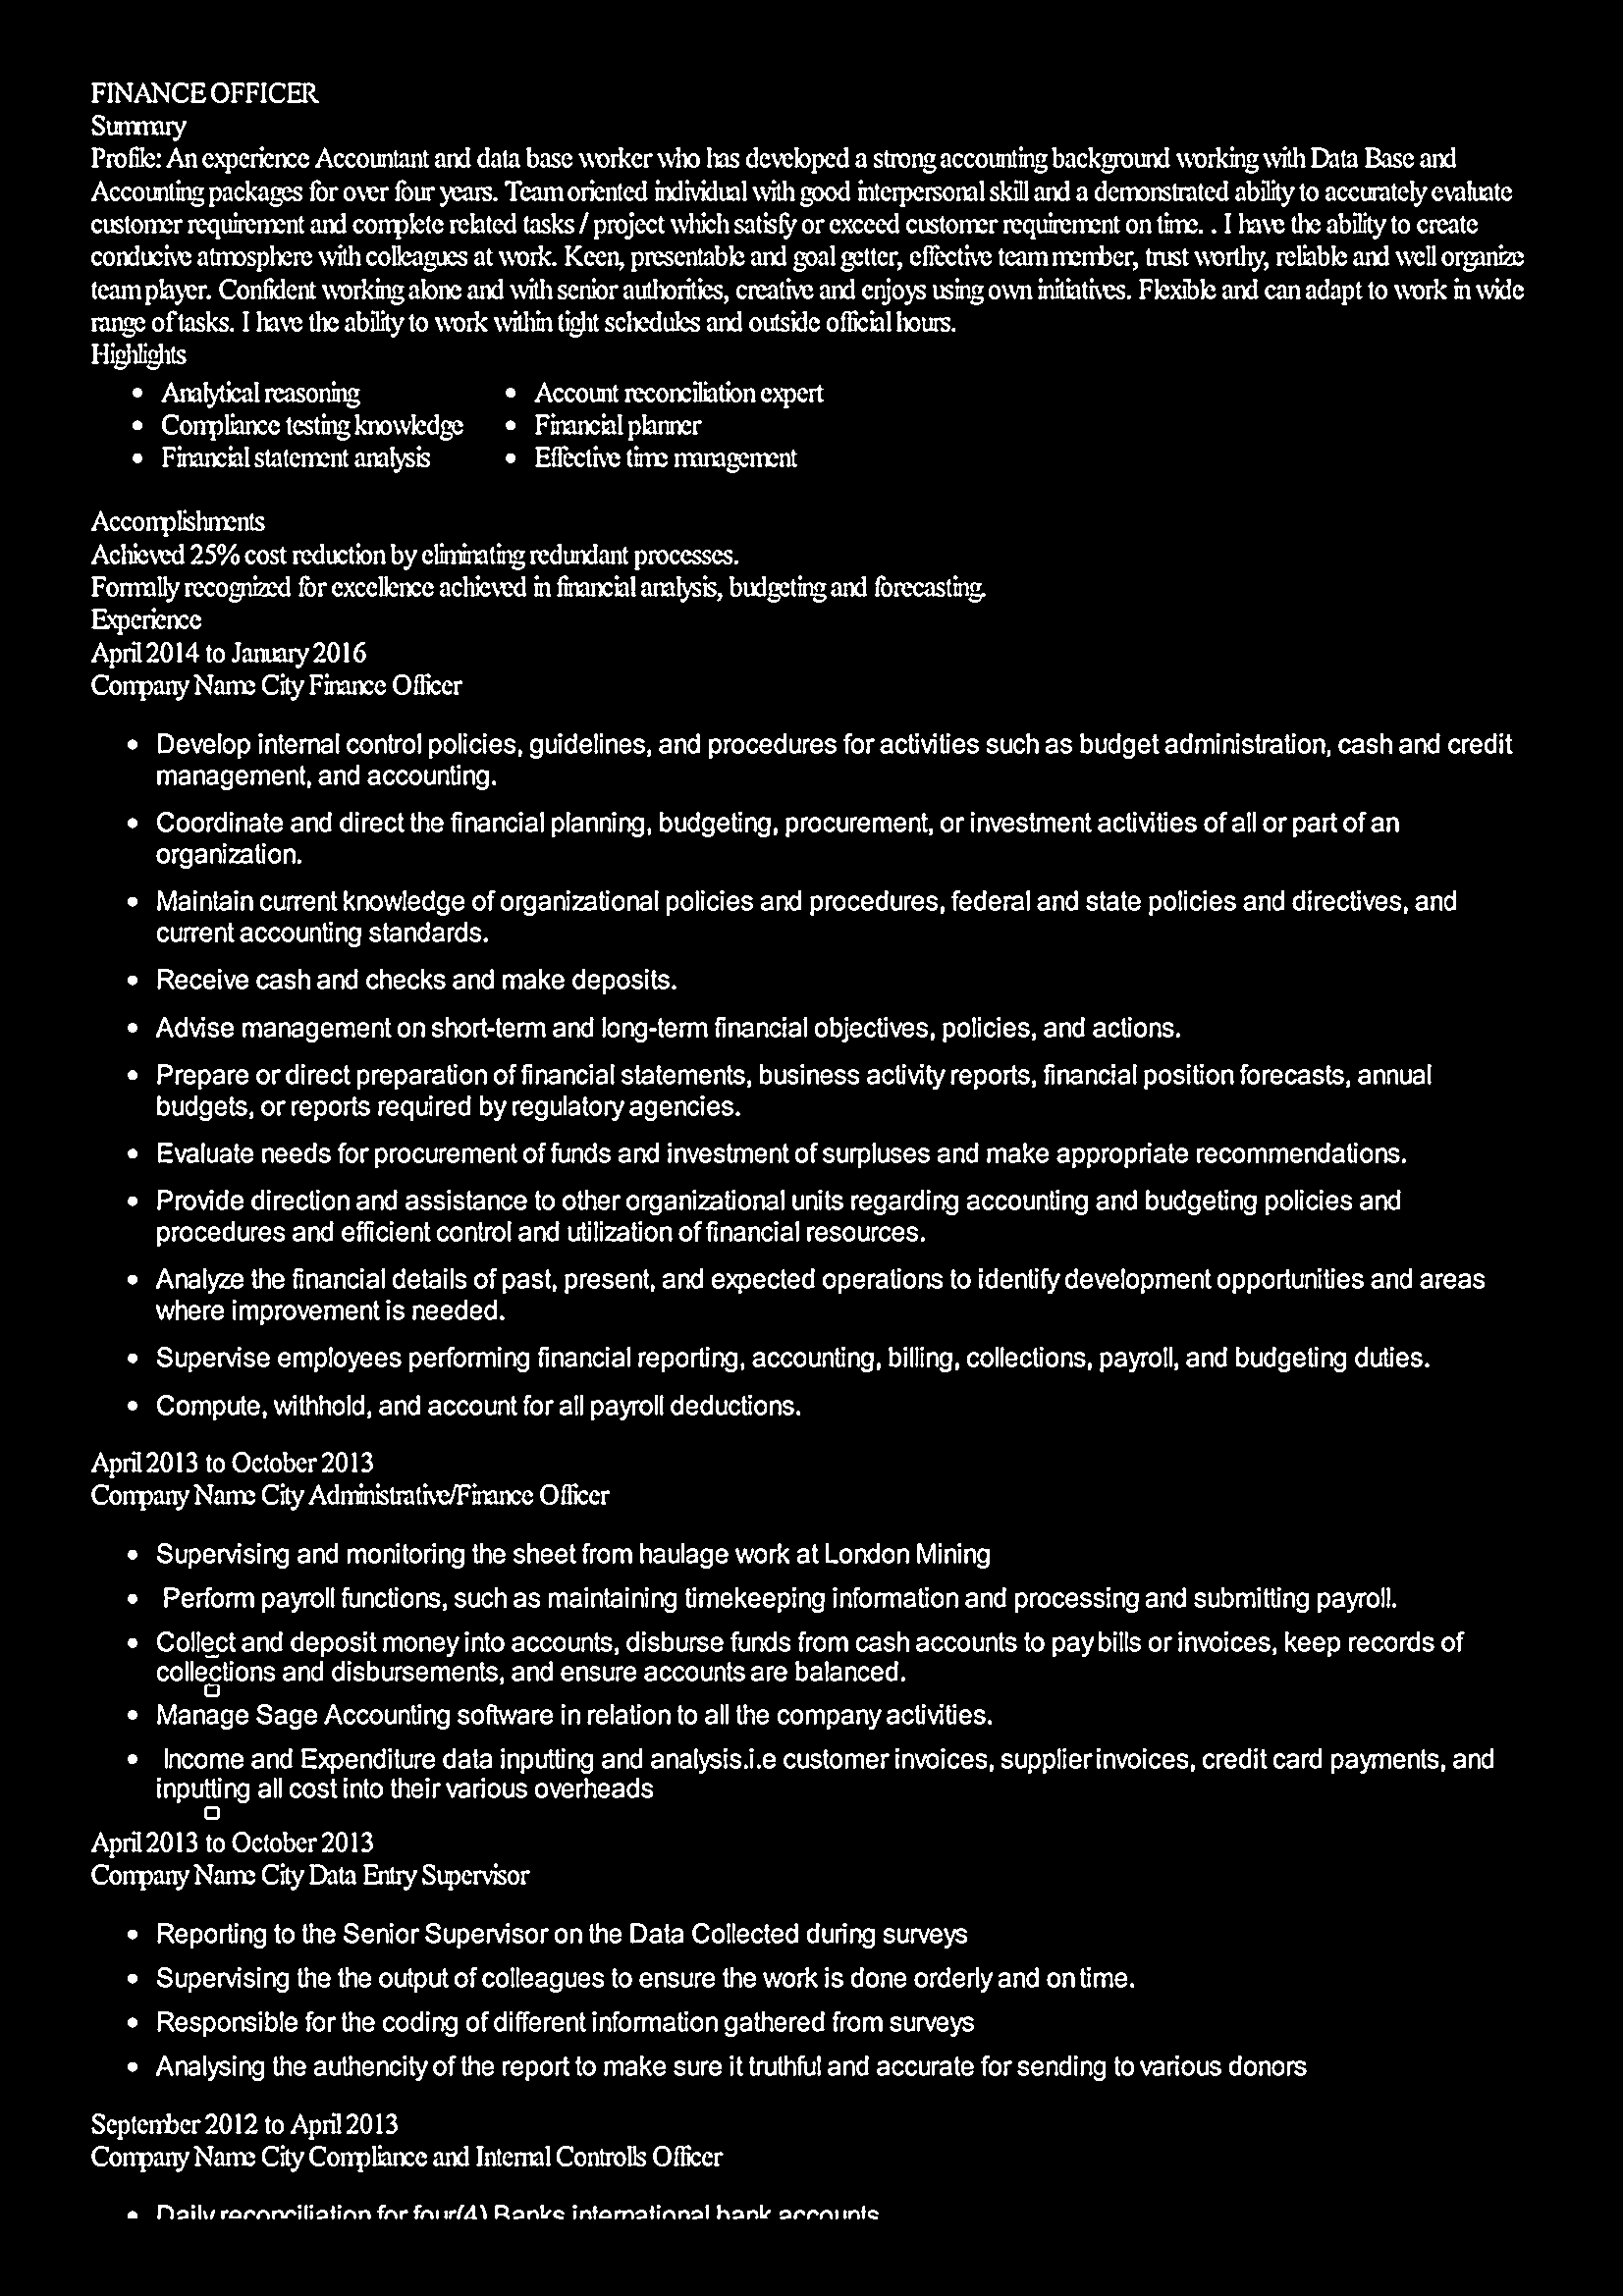 FINANCE OFFICER
Summary
Profile: An experience Accountant and data base worker who has developed a strong accounting background working with Data Base and
Accounting packages for over four years. Team oriented individual with good interpersonal skill and a demonstrated ability to accurately evaluate
customer requirement and complete related tasks / project which satisfy or exceed customer requirement on time. . I have the ability to create
conducive atmosphere with colleagues at work. Keen, presentable and goal getter, effective team member, trust worthy, reliable and well organize
team player. Confident working alone and with senior authorities, creative and enjoys using own initiatives. Flexible and can adapt to work in wide
range of tasks. I have the ability to work within tight schedules and outside official hours.
Highlights
• Analytical reasoning • Account reconciliation expert
• Compliance testing knowledge • Financial planner
• Financial statement analysis • Effective time management
Accomplishments
Achieved 25% cost reduction by eliminating redundant processes.
Formally recognized for excellence achieved in financial analysis, budgeting and forecasting.
Experience
April 2014 to January 2016
Company Name City Finance Officer
• Develop internal control policies, guidelines, and procedures for activities such as budget administration, cash and credit
management, and accounting.
• Coordinate and direct the financial planning, budgeting, procurement, or investment activities of all or part of an
organization.
• Maintain current knowledge of organizational policies and procedures, federal and state policies and directives, and
current accounting standards.
• Receive cash and checks and make deposits.
• Advise management on short-term and long-term financial objectives, policies, and actions.
• Prepare or direct preparation of financial statements, business activity reports, financial position forecasts, annual
budgets, or reports required by regulatory agencies.
• Evaluate needs for procurement of funds and investment of surpluses and make appropriate recommendations.
• Provide direction and assistance to other organizational units regarding accounting and budgeting policies and
procedures and efficient control and utilization of financial resources.
• Analyze the financial details of past, present, and expected operations to identify development opportunities and areas
where improvement is needed.
• Supervise employees performing financial reporting, accounting, billing, collections, payroll, and budgeting duties.
• Compute, withhold, and account for all payroll deductions.
April 2013 to October 2013
Company Name City Administrative/Finance Officer
• Supervising and monitoring the sheet from haulage work at London Mining
• Perform payroll functions, such as maintaining timekeeping information and processing and submitting payroll.
• Collect and deposit money into accounts, disburse funds from cash accounts to pay bills or invoices, keep records of
collections and disbursements, and ensure accounts are balanced.
• Manage Sage Accounting software in relation to all the company activities.
• Income and Expenditure data inputting and analysis.i.e customer invoices, supplier invoices, credit card payments, and
inputting all cost into their various overheads
April 2013 to October 2013
Company Name City Data Entry Supervisor
• Reporting to the Senior Supervisor on the Data Collected during surveys
• Supervising the the output of colleagues to ensure the work is done orderly and on time.
• Responsible for the coding of different information gathered from surveys
• Analysing the authencity of the report to make sure it truthful and accurate for sending to various donors
September 2012 to April 2013
Company Name City Compliance and Internal Controlls Officer
• Daily reconciliation for four(4) Banks international bank accounts